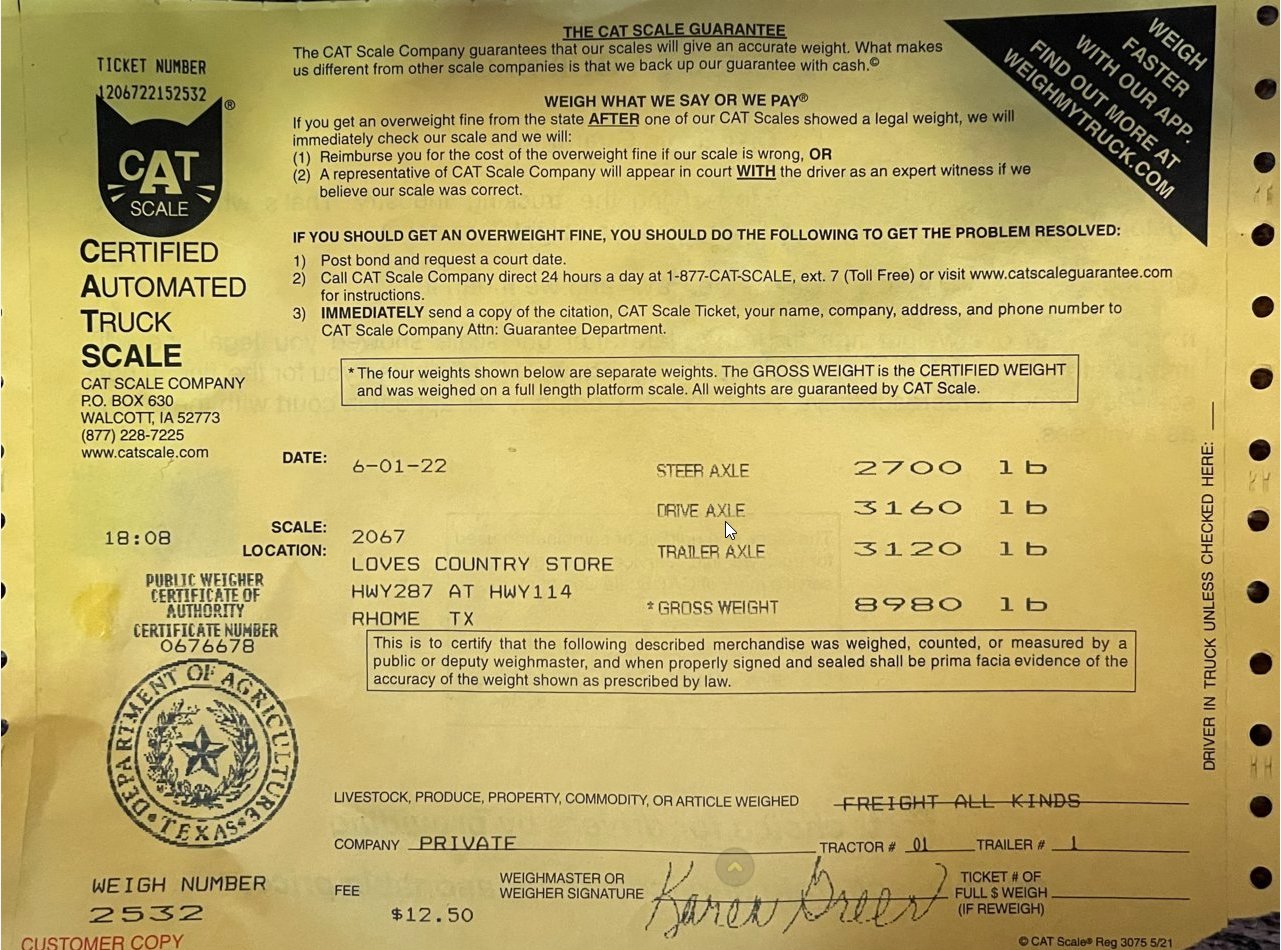 THE CAT SCALE GUARANTEE
The CAT Scale Company guarantees that our scales will give an accurate weight. What makes
us different from other scale companies is that we back up our guarantee with cash.©
WEIGH WHAT WE SAY OR WE PAY®
If you get an overweight fine from the state AFTER one of our CAT Scales showed a legal weight, we will
immediately check our scale and we will:
(1) Reimburse you for the cost of the overweight fine if our scale is wrong, OR
(2) A representative of CAT Scale Company will appear in court WITH the driver as an expert witness if we
believe our scale was correct.
IF YOU SHOULD GET AN OVERWEIGHT FINE, YOU SHOULD DO THE FOLLOWING TO GET THE PROBLEM RESOLVED:
1) Post bond and request a court date.
2) Call CAT Scale Company direct 24 hours a day at 1-877-CAT-SCALE, ext. 7 (Toll Free) or visit www.catscaleguarantee.com
for instructions.
3) IMMEDIATELY send a copy of the citation, CAT Scale Ticket, your name, company, address, and phone number to
CAT Scale Company Attn: Guarantee Department.
* The four weights shown below are separate weights. The GROSS WEIGHT is the CERTIFIED WEIGHT
and was weighed on a full length platform scale. All weights are guaranteed by CAT Scale.
WEIGH
FASTER
WITH OUR APP.
FIND OUT MORE AT
WEIGHMYTRUCK.COM
TICKET NUMBER
1206722152532
®
CAT
SCALE
CERTIFIED
AUTOMATED
TRUCK
SCALE
CAT SCALE COMPANY
P.O. BOX 630
WALCOTT, IA 52773
(877) 228-7225
www.catscale.com
DATE: 6-01-22
18:08
SCALE: 2067
LOCATION: LOVES COUNTRY STORE
HWY287 AT HWY114
RHOME TX
STEER AXLE 2700 lb
DRIVE AXLE 3160 lb
TRAILER AXLE 3120 lb
* GROSS WEIGHT 8980 lb
PUBLIC WEIGHER
CERTIFICATE OF
AUTHORITY
CERTIFICATE NUMBER
0676678
DEPARTMENT OF AGRICULTURE
TEXAS
This is to certify that the following described merchandise was weighed, counted, or measured by a
public or deputy weighmaster, and when properly signed and sealed shall be prima facia evidence of the
accuracy of the weight shown as prescribed by law.
DRIVER IN TRUCK UNLESS CHECKED HERE:
LIVESTOCK, PRODUCE, PROPERTY, COMMODITY, OR ARTICLE WEIGHED FREIGHT ALL KINDS
COMPANY PRIVATE TRACTOR # 01 TRAILER # 1
WEIGH NUMBER
2532
FEE
$12.50
WEIGHMASTER OR
WEIGHER SIGNATURE
Karen Greer
TICKET # OF
FULL $ WEIGH
(IF REWEIGH)
CUSTOMER COPY
© CAT Scale® Reg 3075 5/21